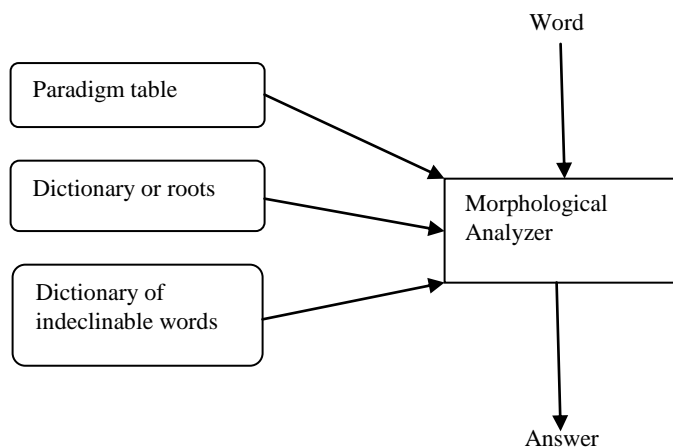 Word
Paradigm table
Dictionary or roots
Morphological
Analyzer
Dictionary of
indeclinable words
Answer